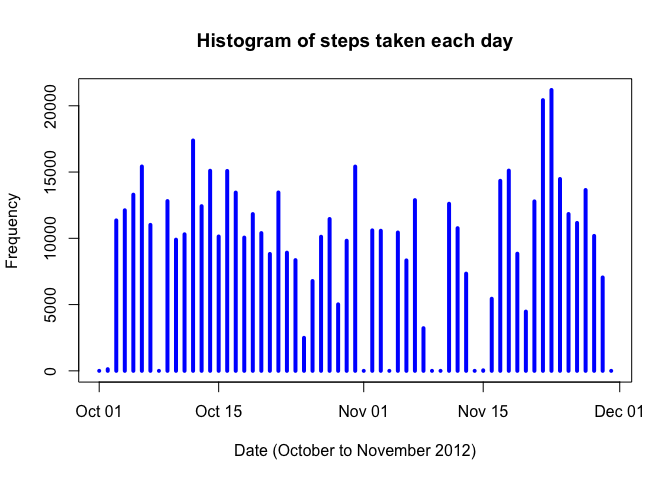 Histogram of steps taken each day
Frequency
20000
15000
10000
5000
0
Oct 01 Oct 15 Nov 01 Nov 15 Dec 01
Date (October to November 2012)